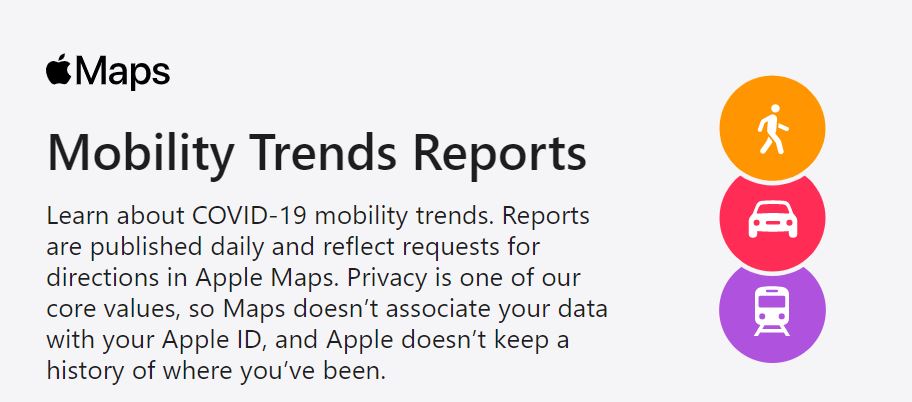 Maps
Mobility Trends Reports
Learn about COVID-19 mobility trends. Reports
are published daily and reflect requests for
directions in Apple Maps. Privacy is one of our
core values, so Maps doesn’t associate your data
with your Apple ID, and Apple doesn’t keep a
history of where you’ve been.